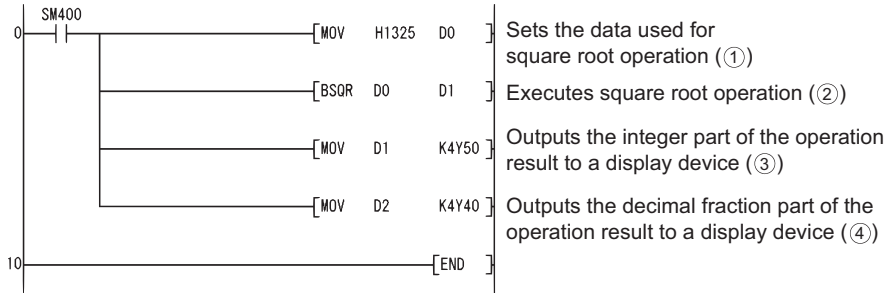 SM400
0 [MOV H1325 D0 ] Sets the data used for
square root operation (①)
[BSQR D0 D1 ] Executes square root operation (②)
[MOV D1 K4Y50 ] Outputs the integer part of the operation
result to a display device (③)
[MOV D2 K4Y40 ] Outputs the decimal fraction part of the
operation result to a display device (④)
10 [END ]